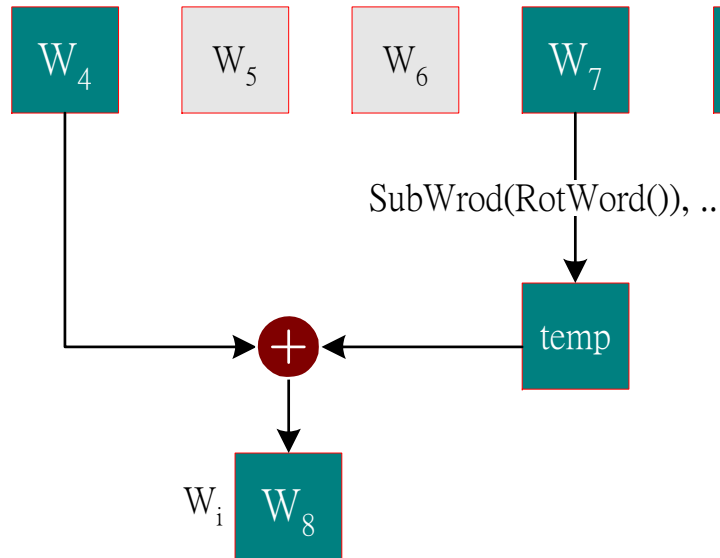 W₄ W₅ W₆ W₇
SubWrod(RotWord()), ..
temp
Wᵢ W₈